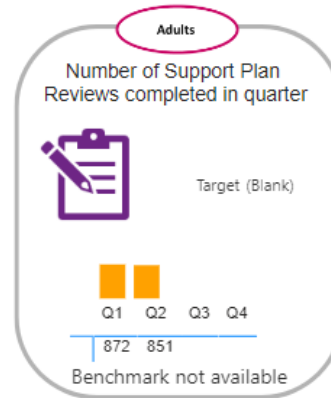 Adults
Number of Support Plan
Reviews completed in quarter
Target (Blank)
Q1 Q2 Q3 Q4
872 851
Benchmark not available